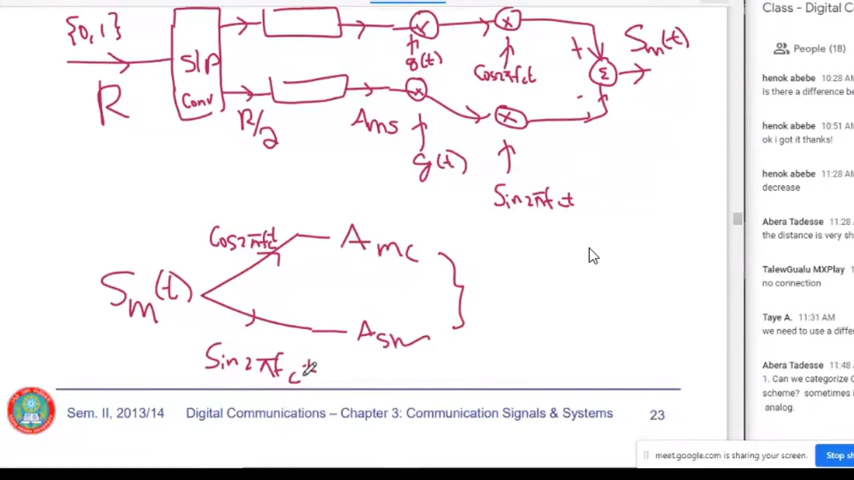 {0,1}
R
S/P
Conv
R/2
g(t)
Cos2πfct
+
Σ
Sm(t)
Ams
g(t)
-
Sin2πfct
Sm(t)
Cos2πfct
Amc
Sin2πfct
Asm
Sem. II, 2013/14
Digital Communications – Chapter 3: Communication Signals & Systems
23
Class - Digital C
People (18)
henok abebe 10:28 AM
is there a difference be
henok abebe 10:51 AM
ok i got it thanks!
henok abebe 11:28 AM
decrease
Abera Tadesse 11:28
the distance is very sh
TalewGualu MXPlay
no connection
Taye A. 11:31 AM
we need to use a differ
Abera Tadesse 11:48
1. Can we categorize C
scheme? sometimes i
analog.
meet.google.com is sharing your screen.
Stop sh